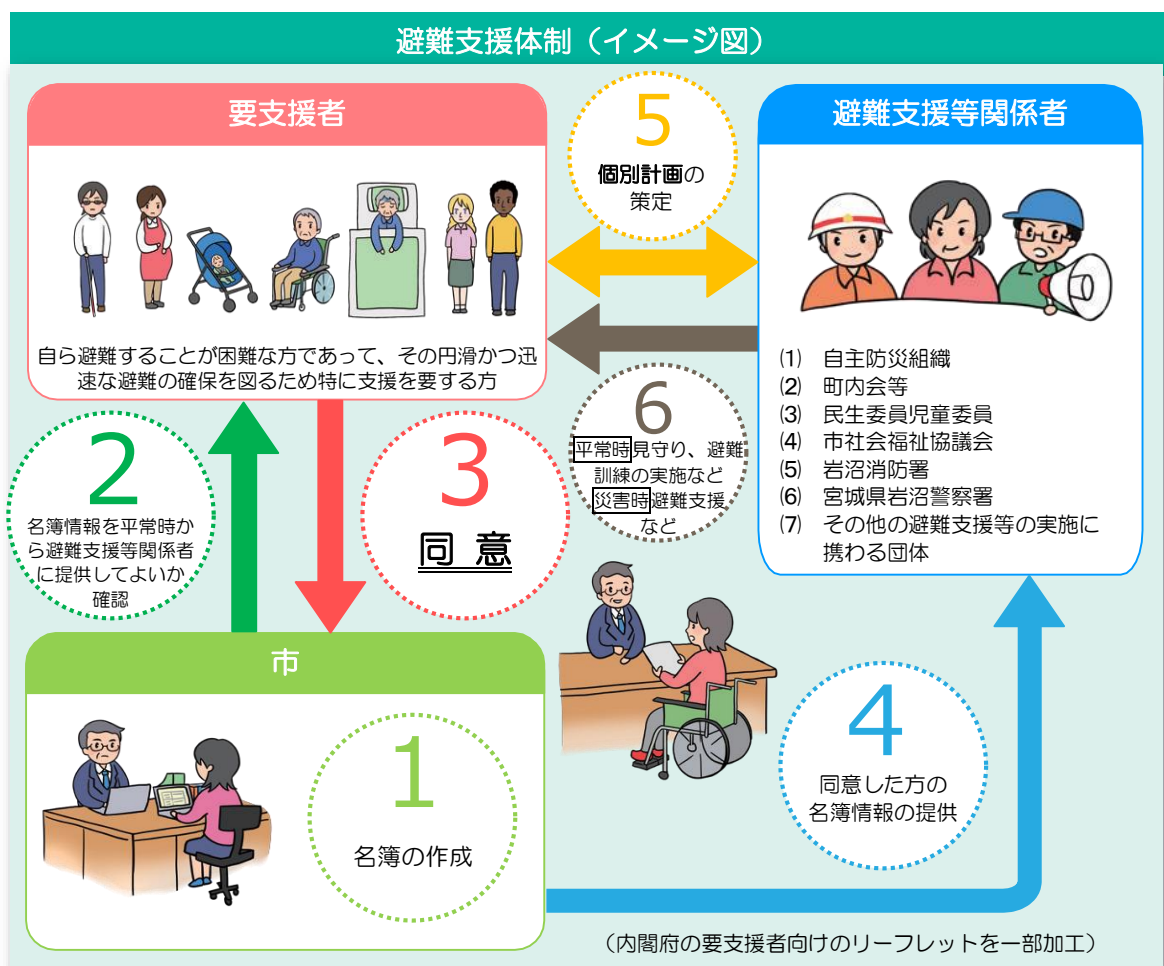 避難支援体制（イメージ図）
要支援者
自ら避難することが困難な方であって、その円滑かつ迅
速な避難の確保を図るため特に支援を要する方
5
個別計画の
策定
避難支援等関係者
⑴ 自主防災組織
⑵ 町内会等
⑶ 民生委員児童委員
⑷ 市社会福祉協議会
⑸ 岩沼消防署
⑹ 宮城県岩沼警察署
⑺ その他の避難支援等の実施に
携わる団体
6
平常時見守り、避難
訓練の実施など
災害時避難支援
など
2
名簿情報を平常時か
ら避難支援等関係者
に提供してよいか
確認
3
同 意
市
1
名簿の作成
4
同意した方の
名簿情報の提供
（内閣府の要支援者向けのリーフレットを一部加工）